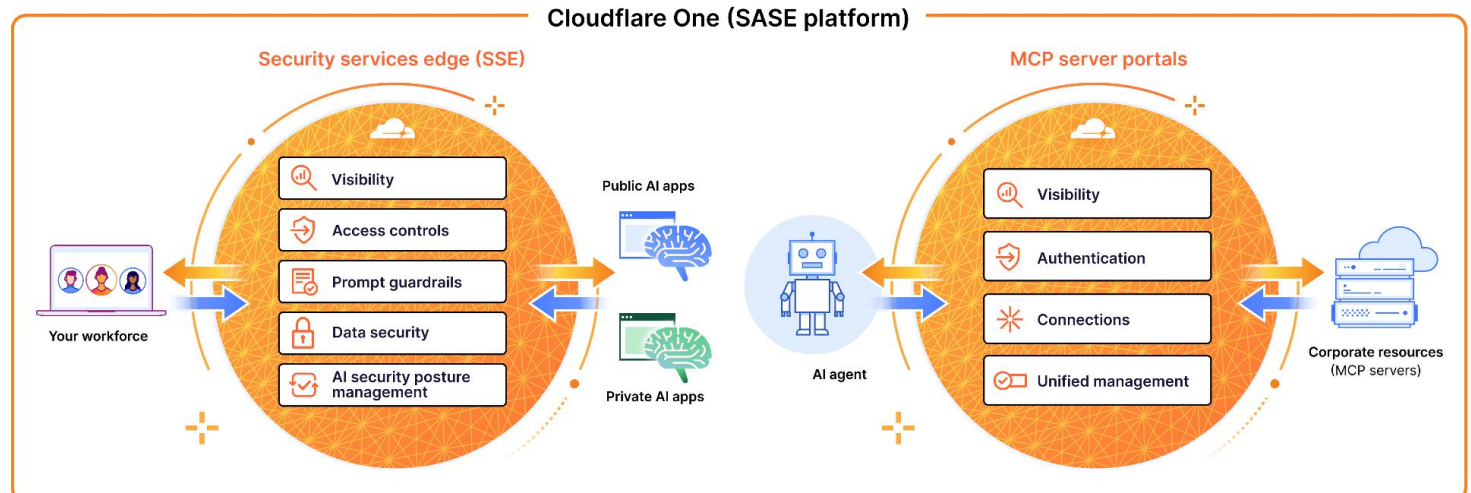 Cloudflare One (SASE platform)
Security services edge (SSE)
Visibility
Access controls
Prompt guardrails
Data security
AI security posture
management
Your workforce
Public AI apps
Private AI apps
MCP server portals
Visibility
Authentication
Connections
Unified management
AI agent
Corporate resources
(MCP servers)